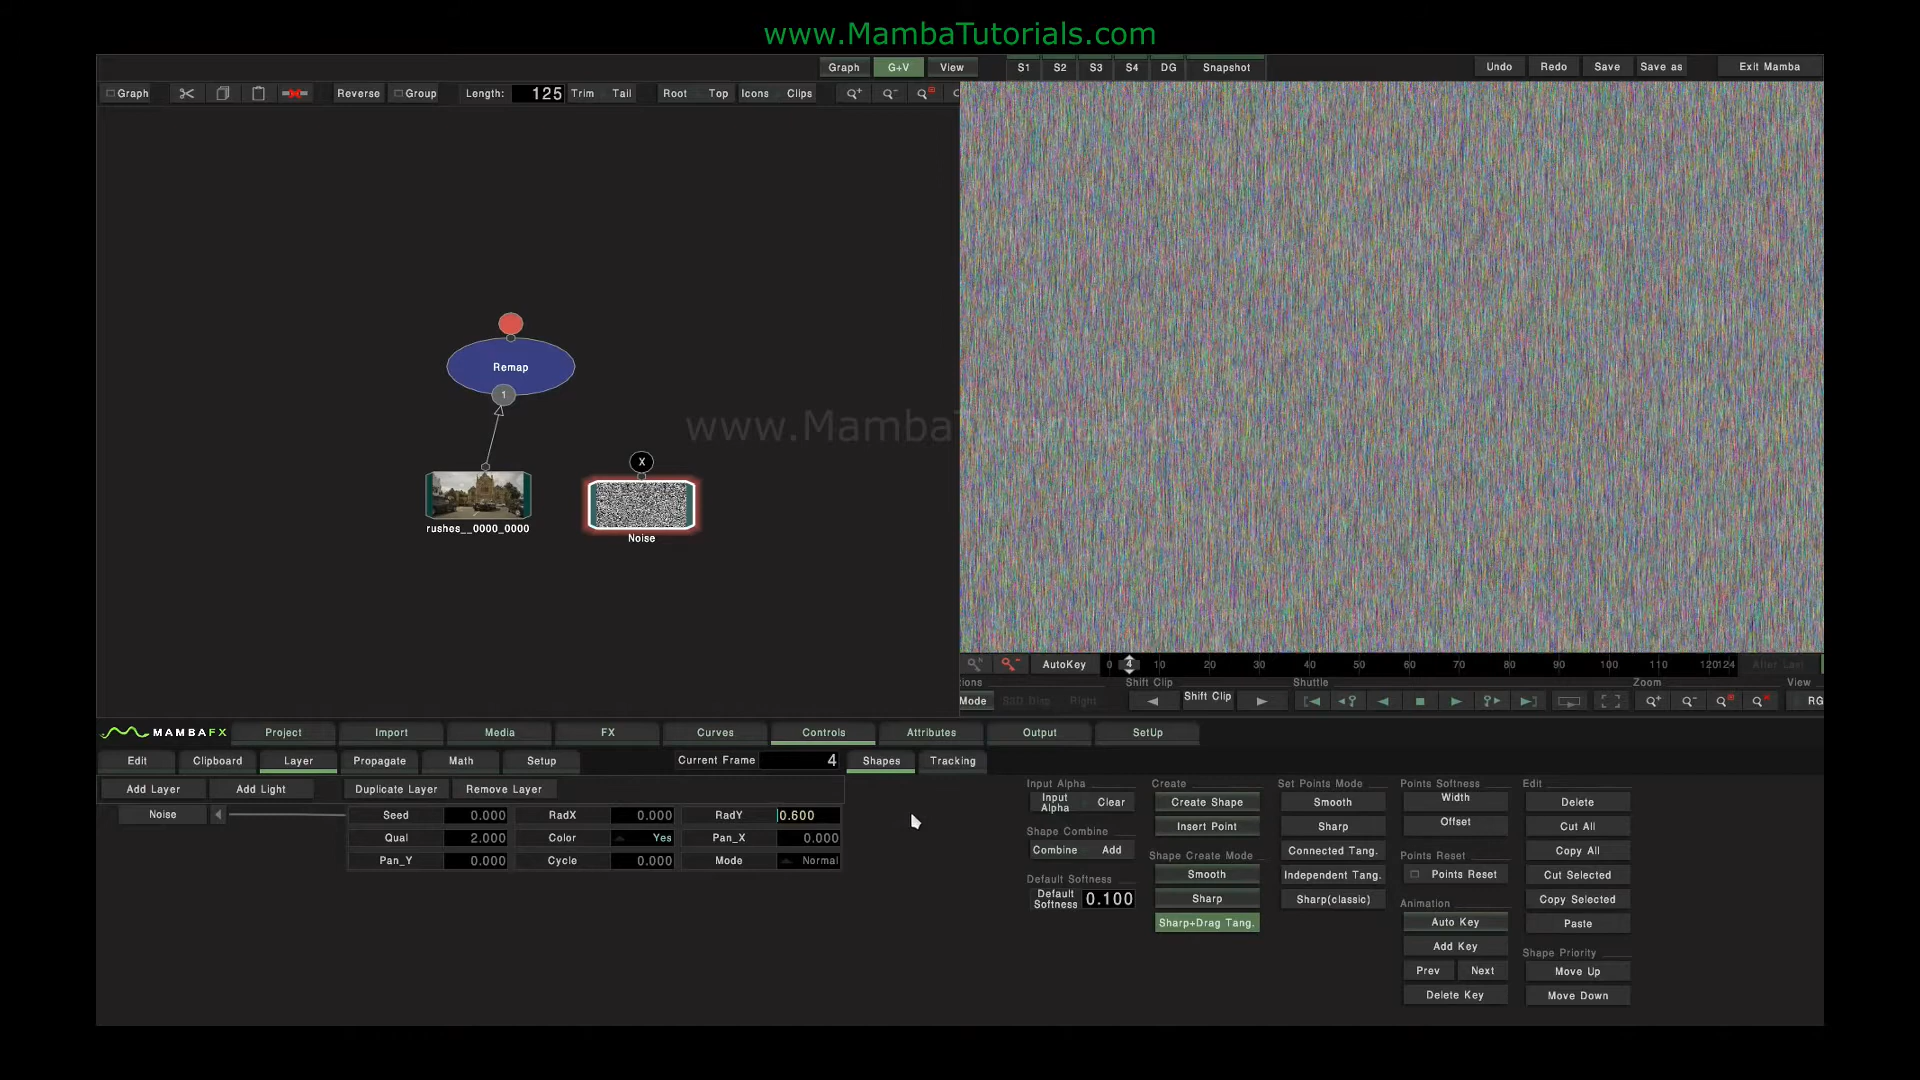 www.MambaTutorials.com
Graph G+V View S1 S2 S3 S4 DG Snapshot Undo Redo Save Save as Exit Mamba
Graph Reverse Group Length: 125 Trim Tail Root Top Icons Clips
Remap
1
www.MambaTutorials.com
X
rushes__0000_0000
Noise
AutoKey 0 4 10 20 30 40 50 60 70 80 90 100 110 120124 After Last
tions Shift Clip Shuttle Zoom View
Mode Right Shift Clip RG
MAMBAFX Project Import Media FX Curves Controls Attributes Output SetUp
Edit Clipboard Layer Propagate Math Setup Current Frame 4 Shapes Tracking
Add Layer Add Light Duplicate Layer Remove Layer
Noise Seed 0.000 RadX 0.000 RadY 0.600
Qual 2.000 Color Yes Pan_X 0.000
Pan_Y 0.000 Cycle 0.000 Mode Normal
Input Alpha
Input Alpha Clear
Shape Combine
Combine Add
Default Softness
Default Softness 0.100
Create
Create Shape
Insert Point
Shape Create Mode
Smooth
Sharp
Sharp+Drag Tang.
Set Points Mode
Smooth
Sharp
Connected Tang.
Independent Tang.
Sharp(classic)
Points Softness
Width
Offset
Points Reset
Points Reset
Animation
Auto Key
Add Key
Prev Next
Delete Key
Edit
Delete
Cut All
Copy All
Cut Selected
Copy Selected
Paste
Shape Priority
Move Up
Move Down